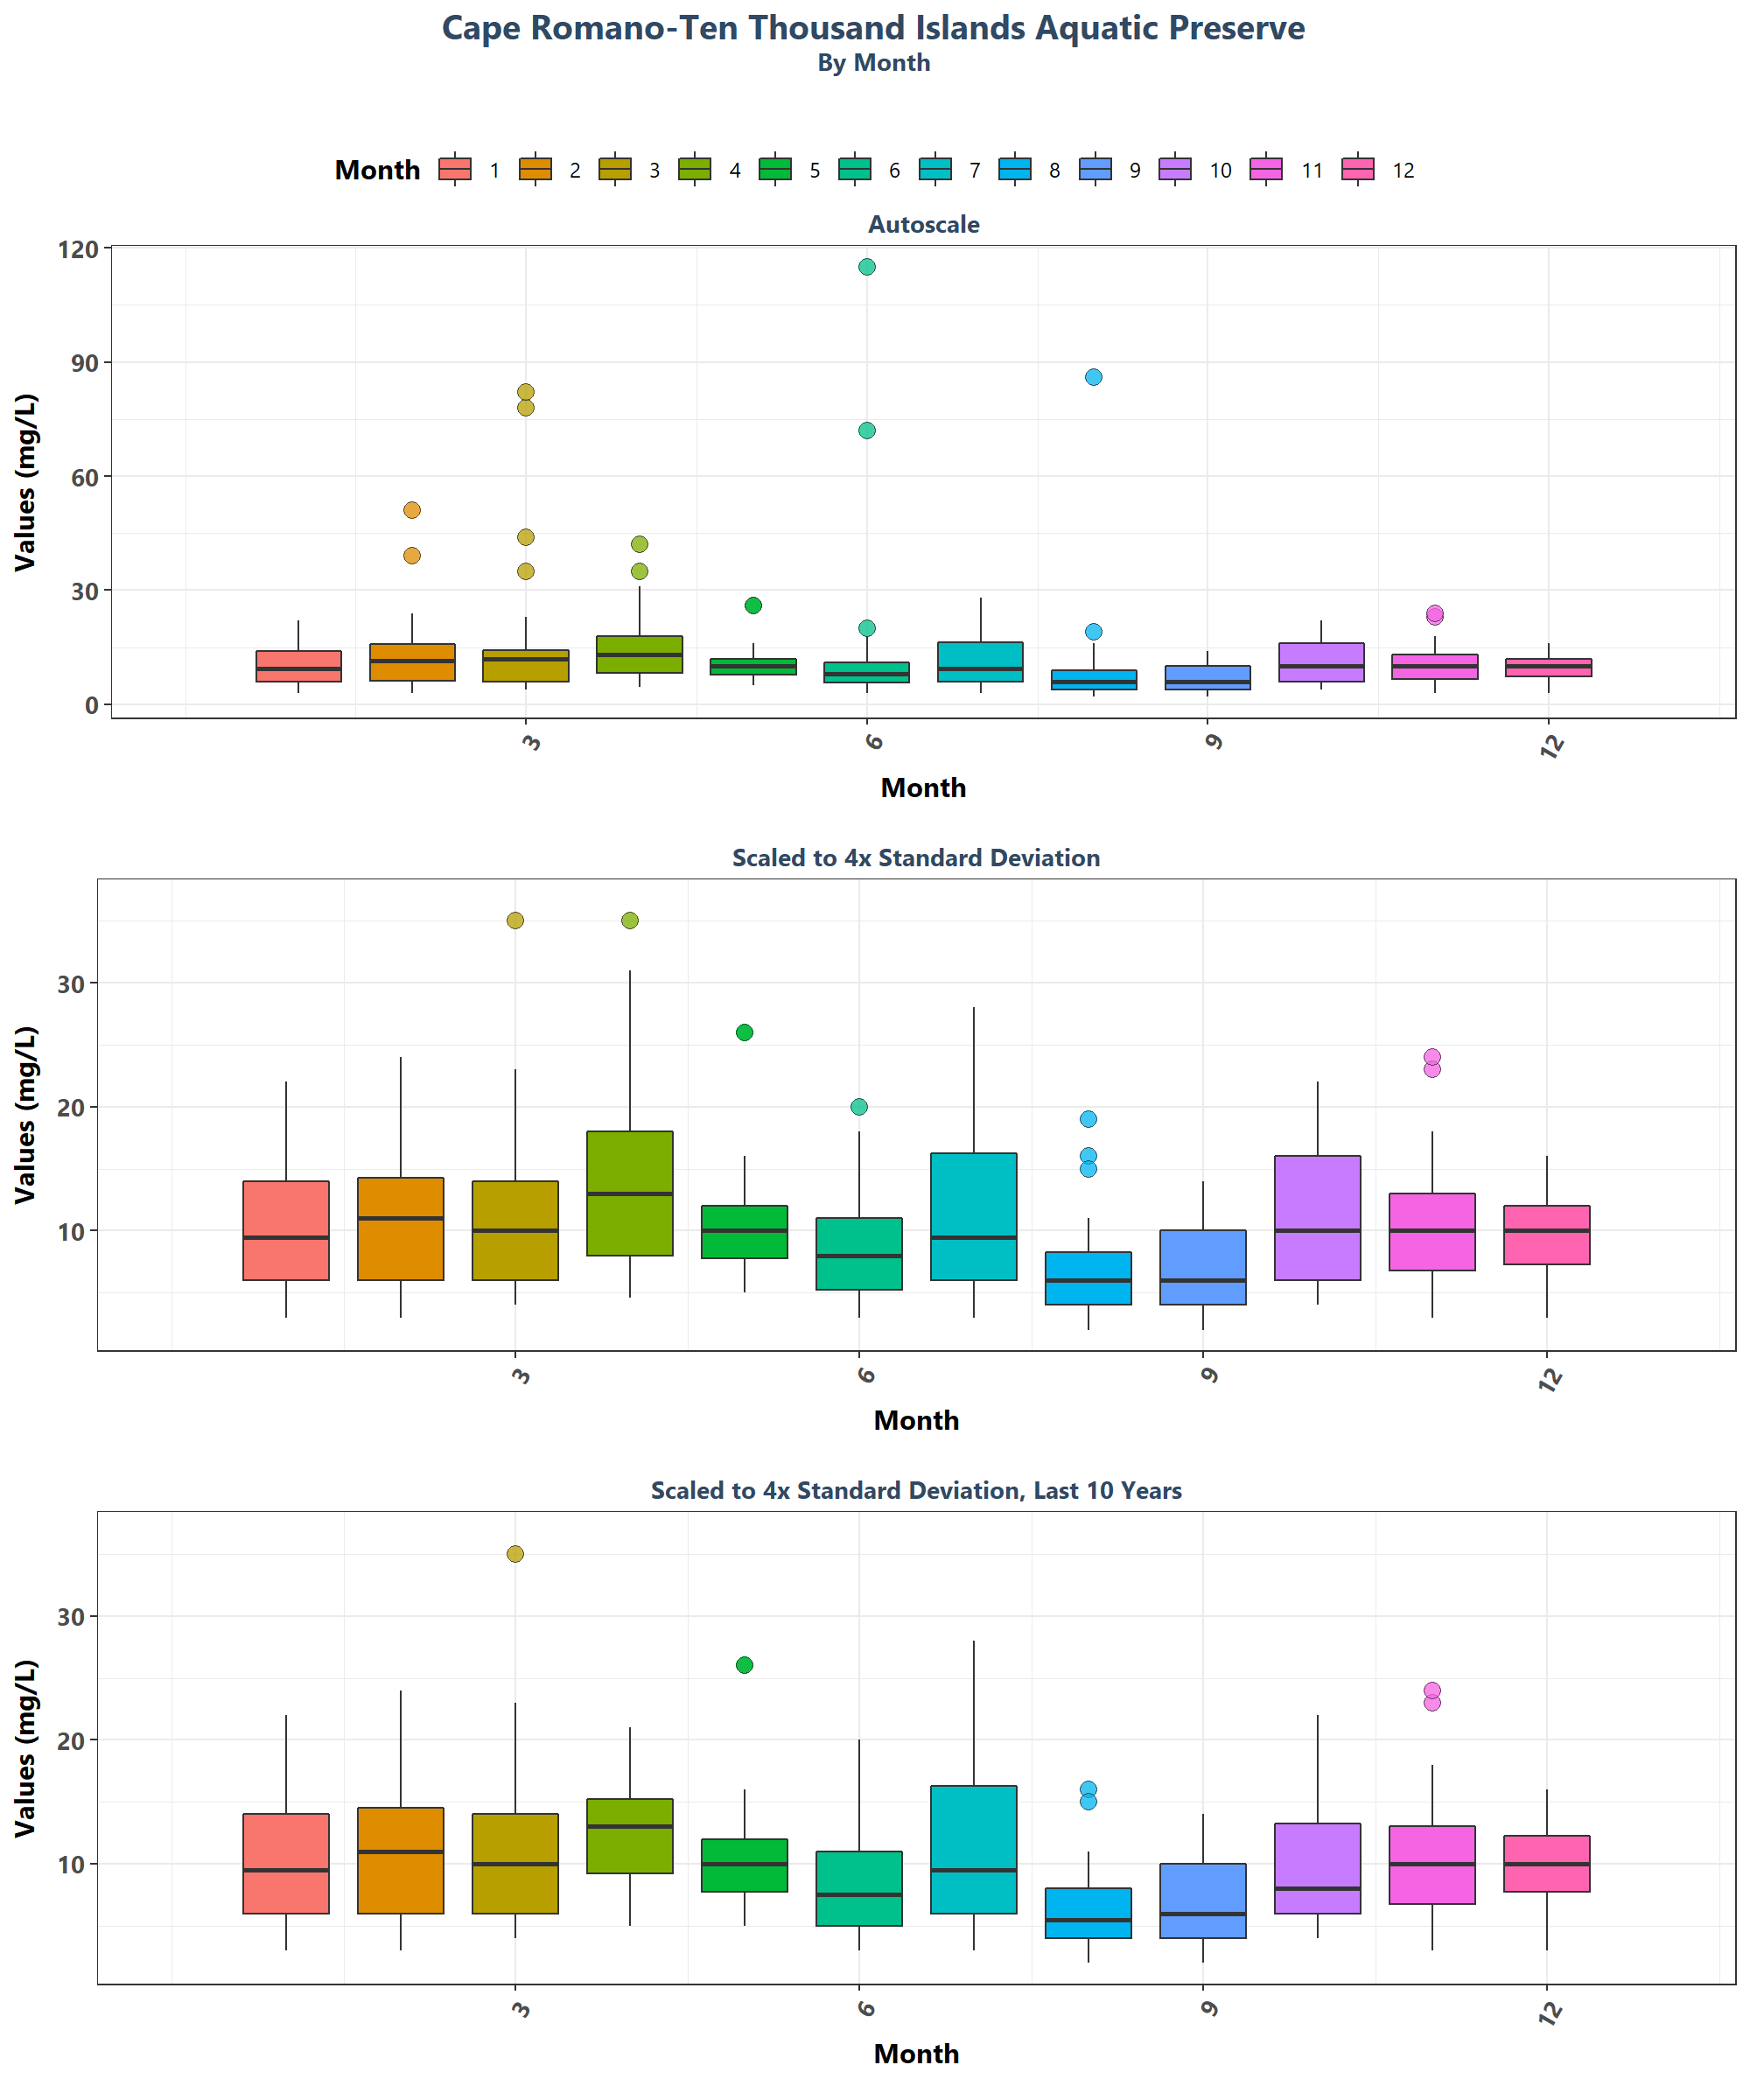 Cape Romano-Ten Thousand Islands Aquatic Preserve
By Month
Month 1 2 3 4 5 6 7 8 9 10 11 12
Autoscale
Values (mg/L)
120
90
60
30
0
3 6 9 12
Month
Scaled to 4x Standard Deviation
Values (mg/L)
30
20
10
3 6 9 12
Month
Scaled to 4x Standard Deviation, Last 10 Years
Values (mg/L)
30
20
10
3 6 9 12
Month